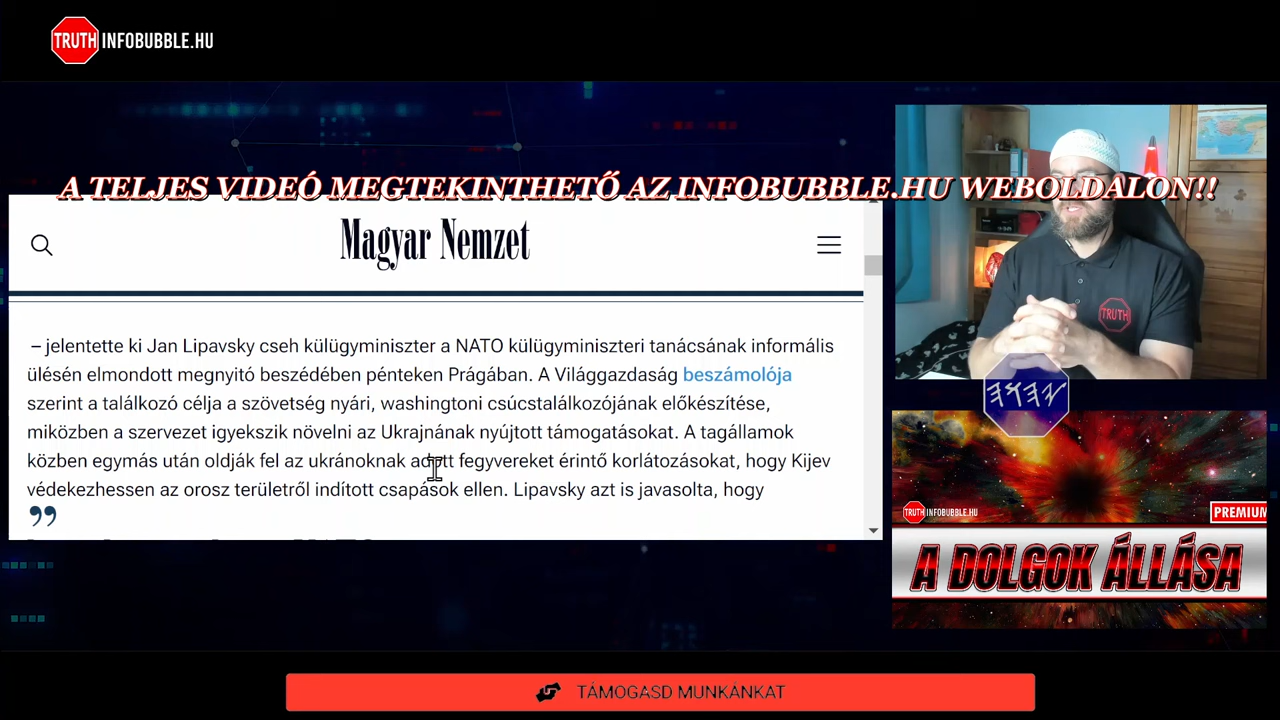 TRUTH INFOBUBBLE.HU
A TELJES VIDEÓ MEGTEKINTHETŐ AZ INFOBUBBLE.HU WEBOLDALON!!
Magyar Nemzet
– jelentette ki Jan Lipavsky cseh külügyminiszter a NATO külügyminiszteri tanácsának informális
ülésén elmondott megnyitó beszédében pénteken Prágában. A Világgazdaság beszámolója
szerint a találkozó célja a szövetség nyári, washingtoni csúcstalálkozójának előkészítése,
miközben a szervezet igyekszik növelni az Ukrajnának nyújtott támogatásokat. A tagállamok
közben egymás után oldják fel az ukránoknak adott fegyvereket érintő korlátozásokat, hogy Kijev
védekezhessen az orosz területről indított csapások ellen. Lipavsky azt is javasolta, hogy
”
TRUTH
𐤉𐤄𐤅𐤄
TRUTH INFOBUBBLE.HU
PREMIUM
A DOLGOK ÁLLÁSA
TÁMOGASD MUNKÁNKAT